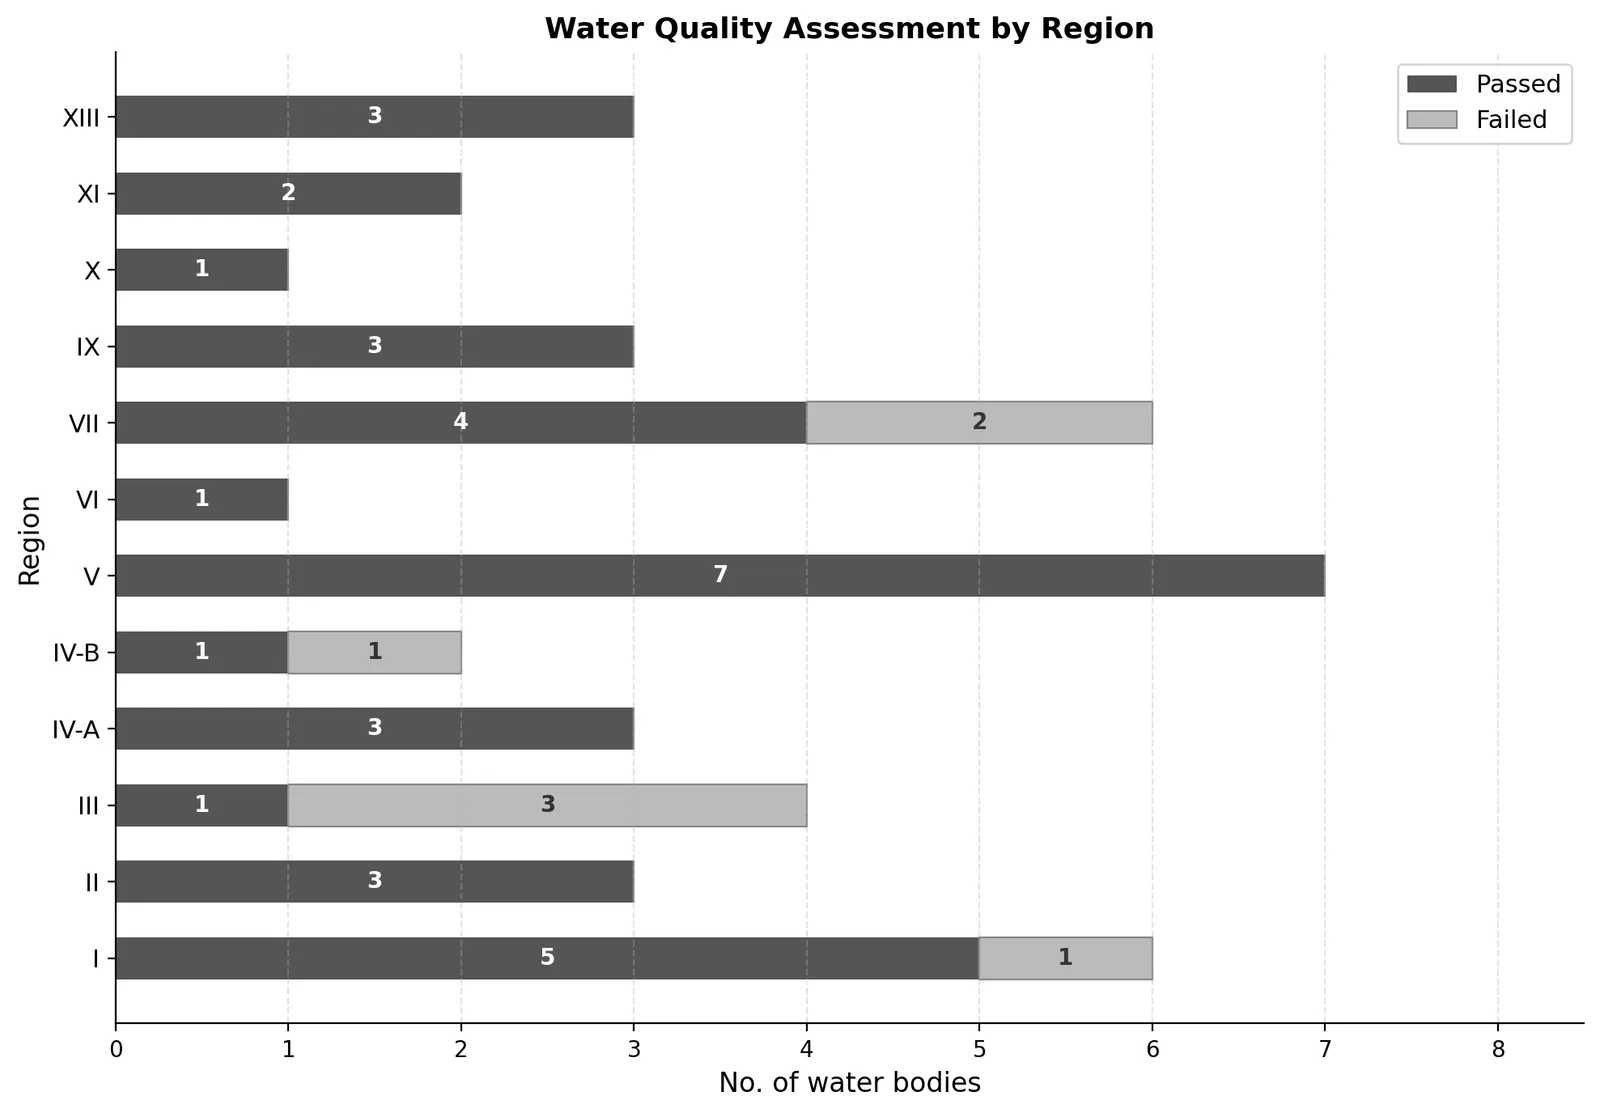 Water Quality Assessment by Region
Passed
Failed
XIII 3
XI 2
X 1
IX 3
VII 4 2
VI 1
V 7
IV-B 1 1
IV-A 3
III 1 3
II 3
I 5 1
Region
0 1 2 3 4 5 6 7 8
No. of water bodies